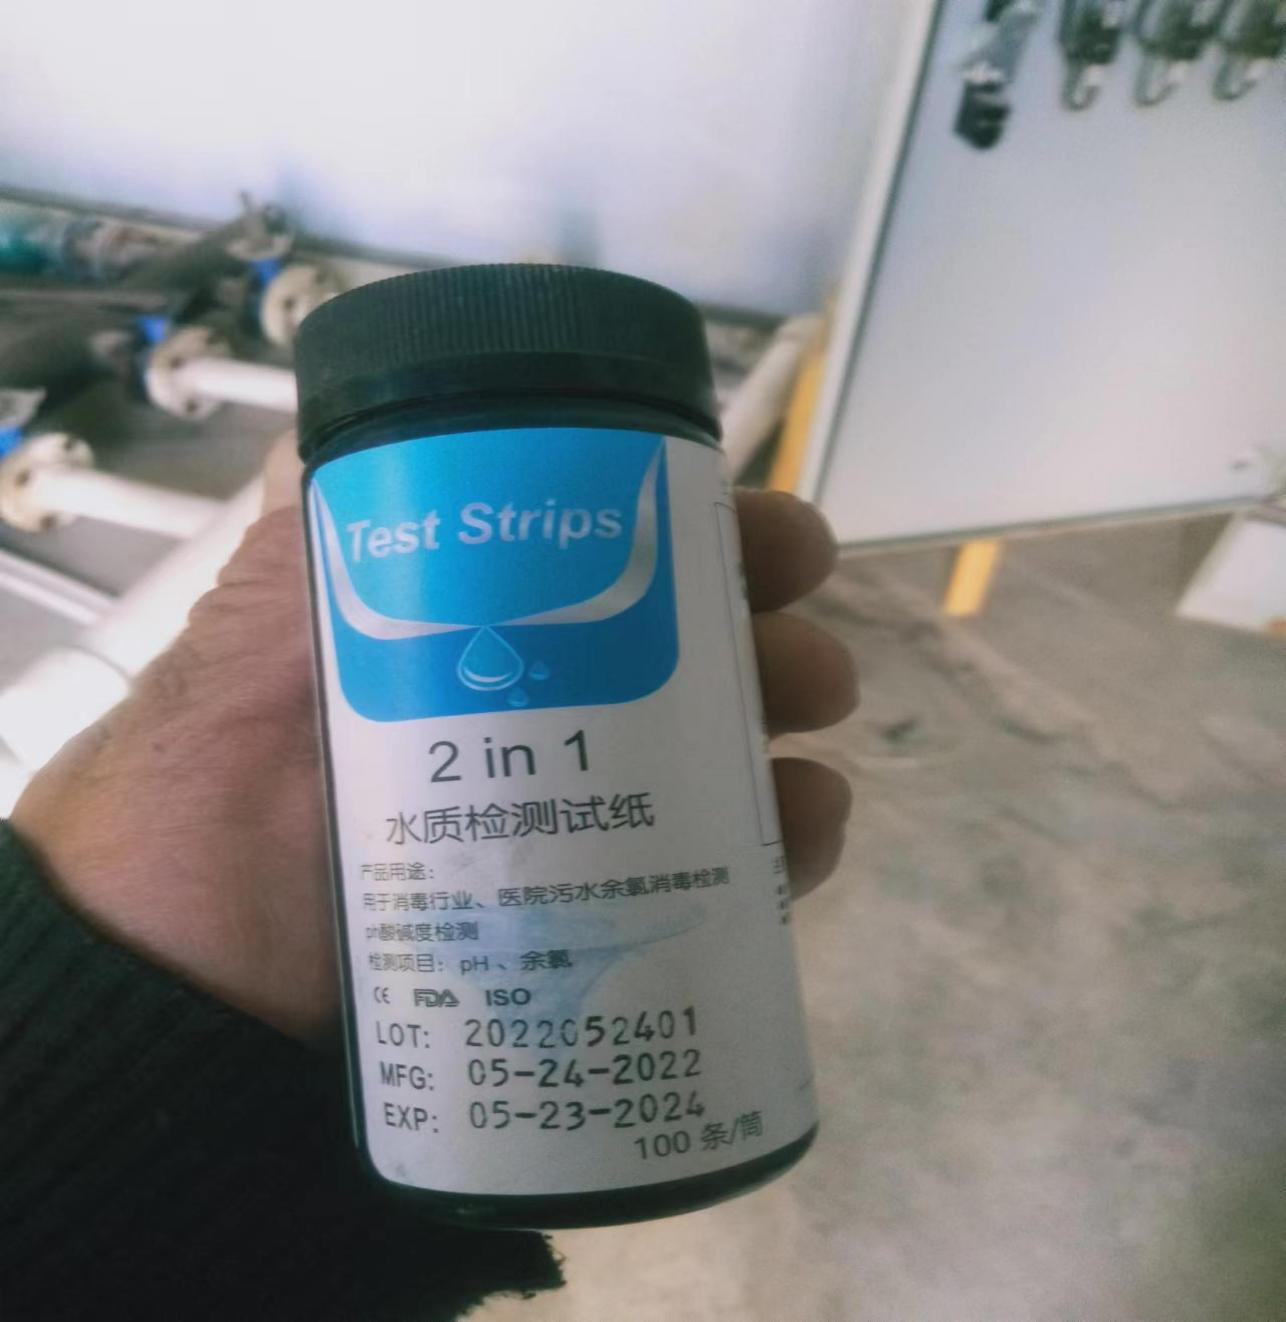 Test Strips
2 in 1
水质检测试纸
产品用途：
用于消毒行业、医院污水余氯消毒检测
ph酸碱度检测
检测项目：pH 、余氯
CE FDA ISO
LOT: 2022052401
MFG: 05-24-2022
EXP: 05-23-2024
100 条/筒